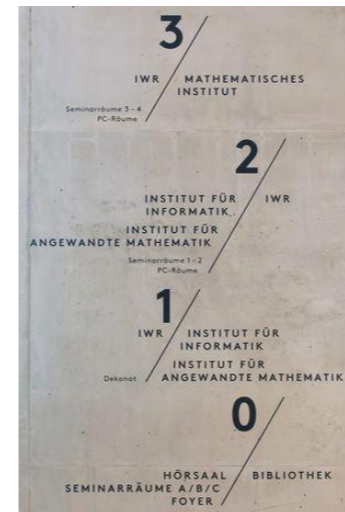 3
IWR / MATHEMATISCHES
INSTITUT
Seminarräume 3 – 4
PC-Räume
2
INSTITUT FÜR / IWR
INFORMATIK
INSTITUT FÜR
ANGEWANDTE MATHEMATIK
Seminarräume 1 – 2
PC-Räume
1
IWR / INSTITUT FÜR
INFORMATIK
INSTITUT FÜR
Dekanat / ANGEWANDTE MATHEMATIK
0
HÖRSAAL / BIBLIOTHEK
SEMINARRÄUME A/B/C
FOYER